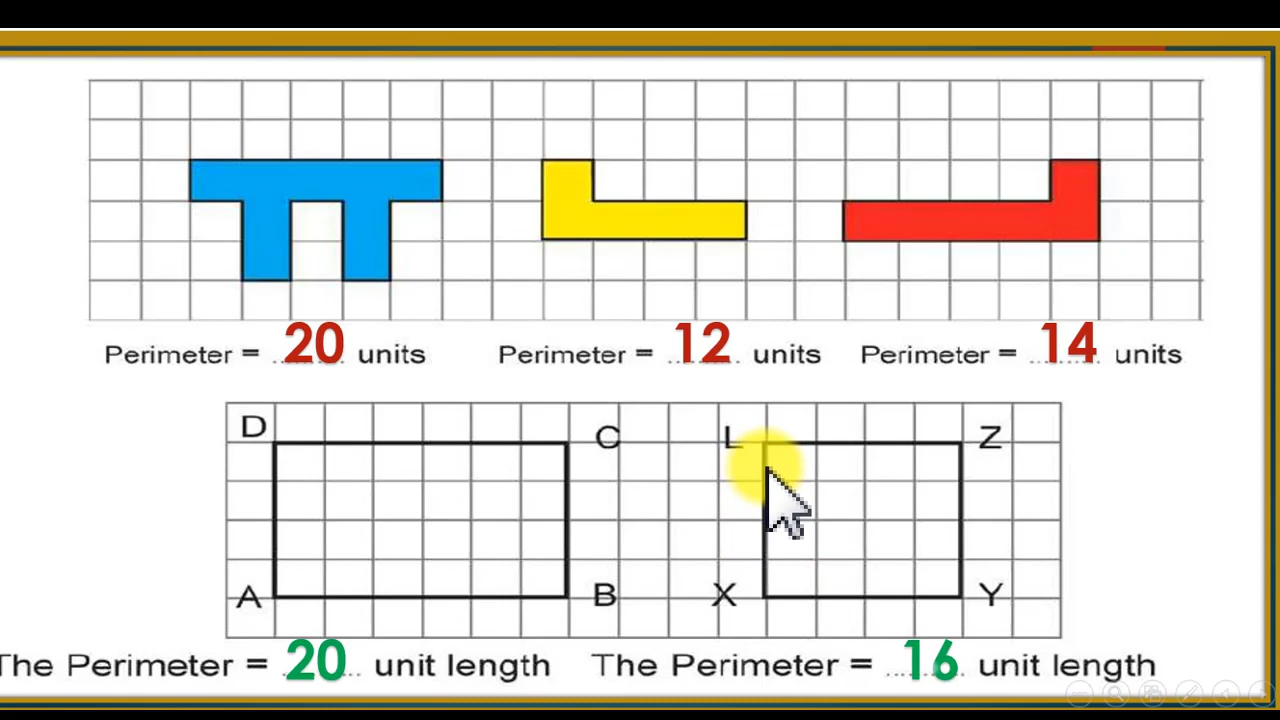 Perimeter = 20 units Perimeter = 12 units Perimeter = 14 units
D C L Z
A B X Y
The Perimeter = 20 unit length The Perimeter = 16 unit length